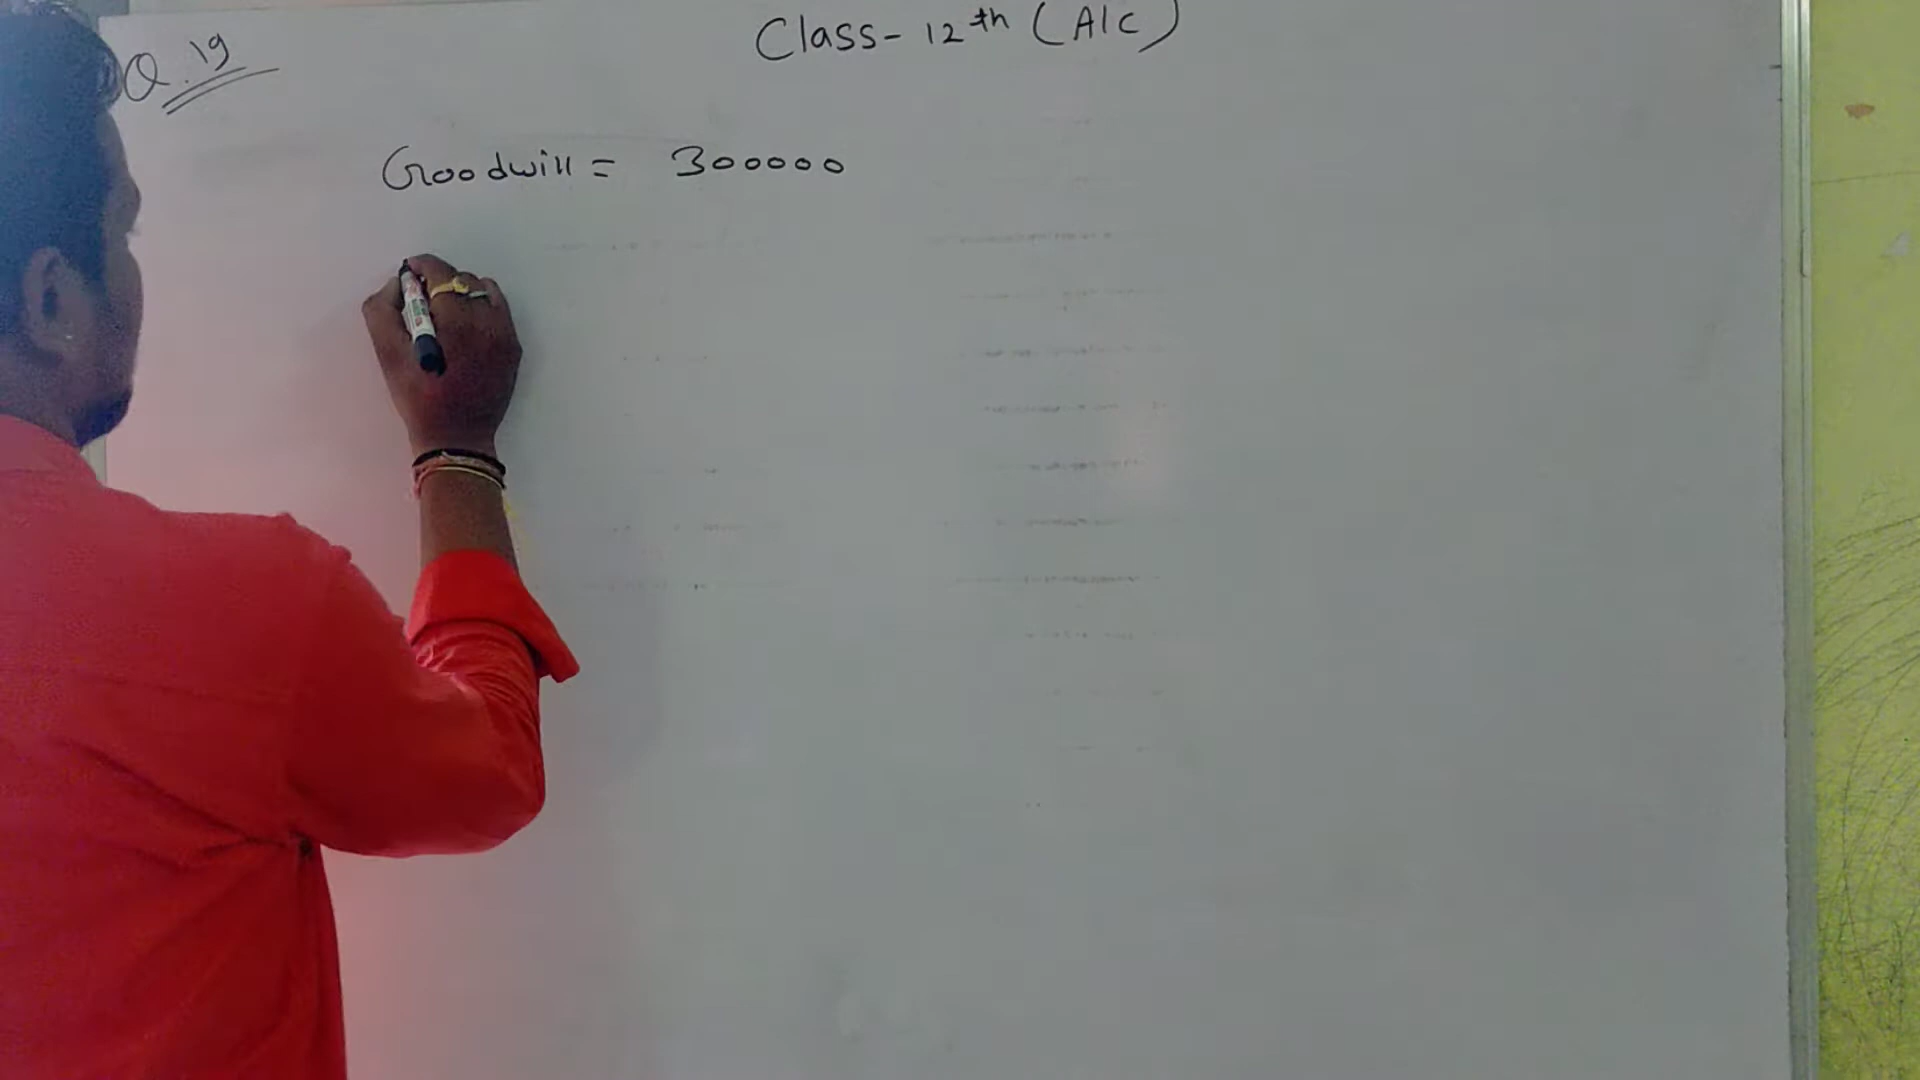 Class- 12th (A/c)
Q.19
Goodwill = 300000